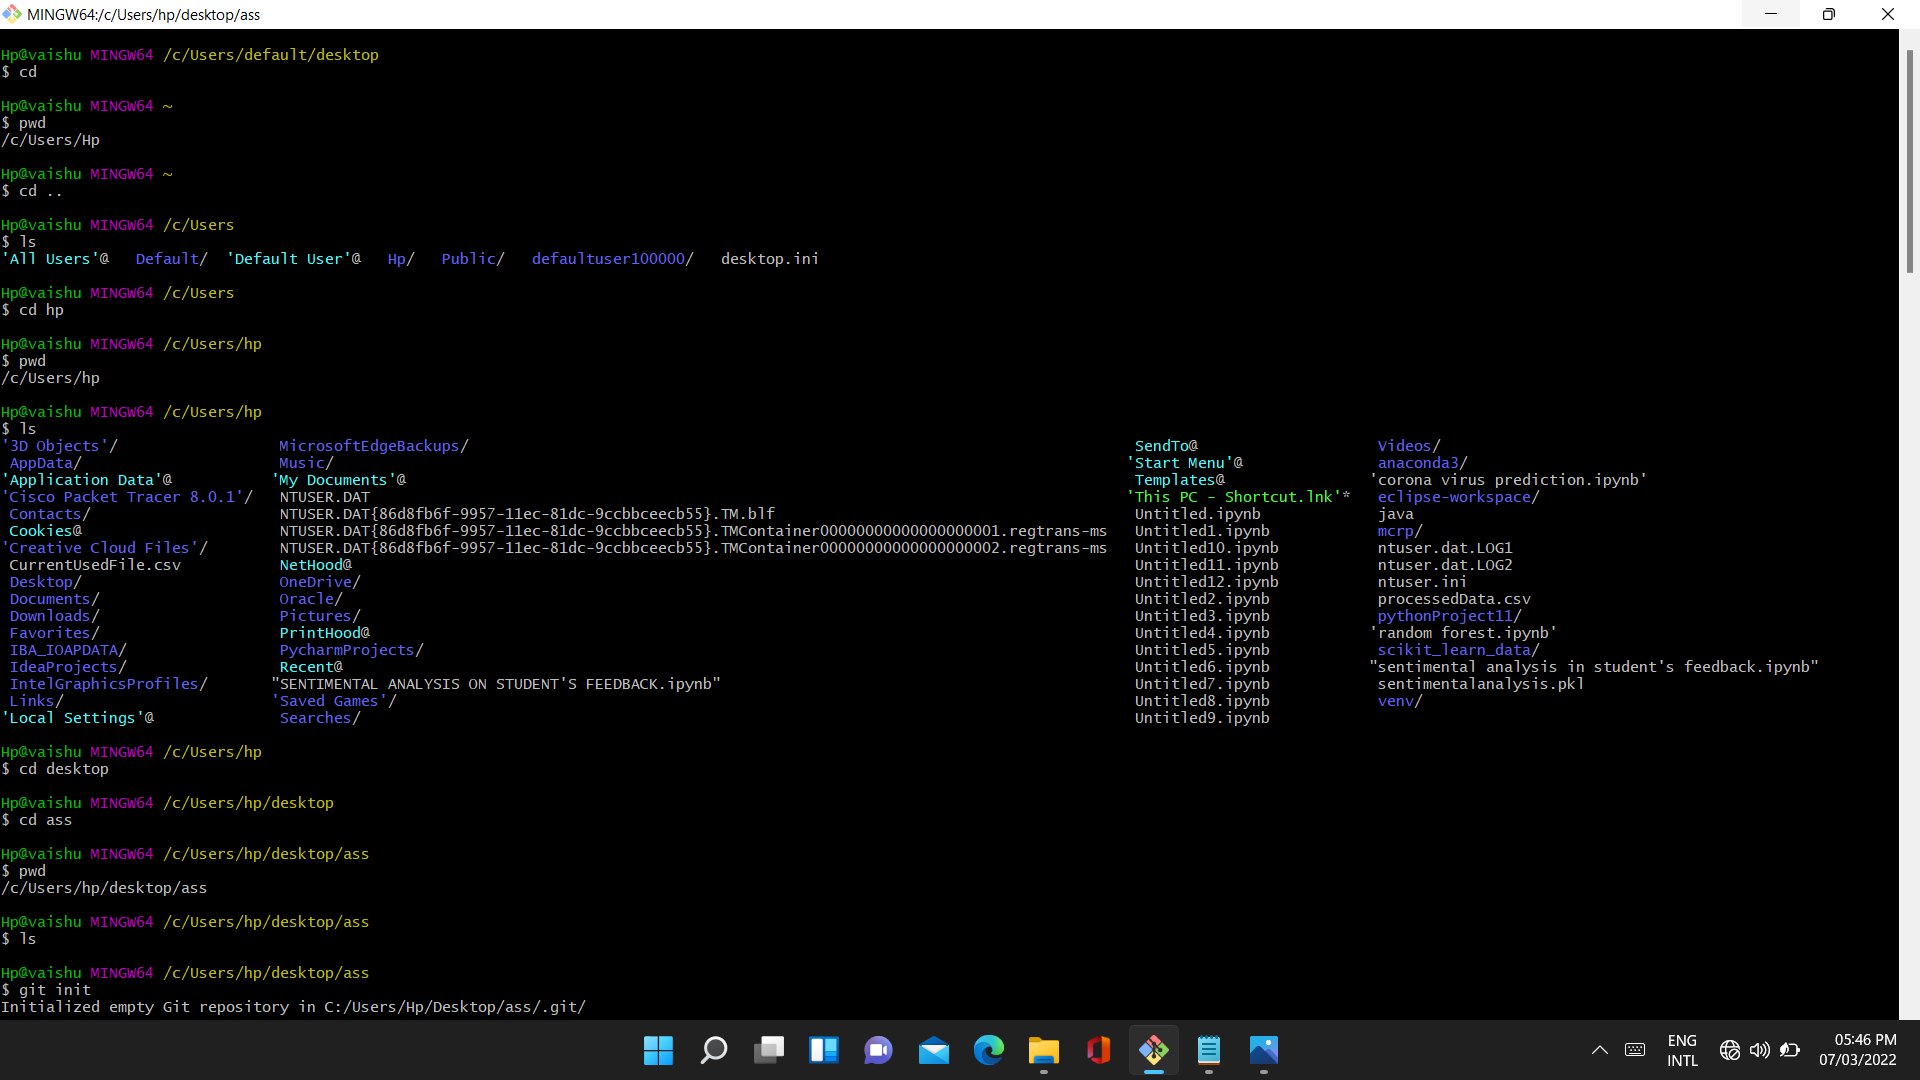 MINGW64:/c/Users/hp/desktop/ass
Hp@vaishu MINGW64 /c/Users/default/desktop
$ cd
Hp@vaishu MINGW64 ~
$ pwd
/c/Users/Hp
Hp@vaishu MINGW64 ~
$ cd ..
Hp@vaishu MINGW64 /c/Users
$ ls
'All Users'@   Default/  'Default User'@   Hp/   Public/   defaultuser100000/   desktop.ini
Hp@vaishu MINGW64 /c/Users
$ cd hp
Hp@vaishu MINGW64 /c/Users/hp
$ pwd
/c/Users/hp
Hp@vaishu MINGW64 /c/Users/hp
$ ls
'3D Objects'/   MicrosoftEdgeBackups/   SendTo@   Videos/
AppData/   Music/   'Start Menu'@   anaconda3/
'Application Data'@   'My Documents'@   Templates@   'corona virus prediction.ipynb'
'Cisco Packet Tracer 8.0.1'/   NTUSER.DAT   'This PC - Shortcut.lnk'*   eclipse-workspace/
Contacts/   NTUSER.DAT{86d8fb6f-9957-11ec-81dc-9ccbbceecb55}.TM.blf   Untitled.ipynb   java
Cookies@   NTUSER.DAT{86d8fb6f-9957-11ec-81dc-9ccbbceecb55}.TMContainer00000000000000000001.regtrans-ms   Untitled1.ipynb   mcrp/
'Creative Cloud Files'/   NTUSER.DAT{86d8fb6f-9957-11ec-81dc-9ccbbceecb55}.TMContainer00000000000000000002.regtrans-ms   Untitled10.ipynb   ntuser.dat.LOG1
CurrentUsedFile.csv   NetHood@   Untitled11.ipynb   ntuser.dat.LOG2
Desktop/   OneDrive/   Untitled12.ipynb   ntuser.ini
Documents/   Oracle/   Untitled2.ipynb   processedData.csv
Downloads/   Pictures/   Untitled3.ipynb   pythonProject11/
Favorites/   PrintHood@   Untitled4.ipynb   'random forest.ipynb'
IBA_IOAPDATA/   PycharmProjects/   Untitled5.ipynb   scikit_learn_data/
IdeaProjects/   Recent@   Untitled6.ipynb   "sentimental analysis in student's feedback.ipynb"
IntelGraphicsProfiles/   "SENTIMENTAL ANALYSIS ON STUDENT'S FEEDBACK.ipynb"   Untitled7.ipynb   sentimentalanalysis.pkl
Links/   'Saved Games'/   Untitled8.ipynb   venv/
'Local Settings'@   Searches/   Untitled9.ipynb
Hp@vaishu MINGW64 /c/Users/hp
$ cd desktop
Hp@vaishu MINGW64 /c/Users/hp/desktop
$ cd ass
Hp@vaishu MINGW64 /c/Users/hp/desktop/ass
$ pwd
/c/Users/hp/desktop/ass
Hp@vaishu MINGW64 /c/Users/hp/desktop/ass
$ ls
Hp@vaishu MINGW64 /c/Users/hp/desktop/ass
$ git init
Initialized empty Git repository in C:/Users/Hp/Desktop/ass/.git/
ENG
INTL
05:46 PM
07/03/2022